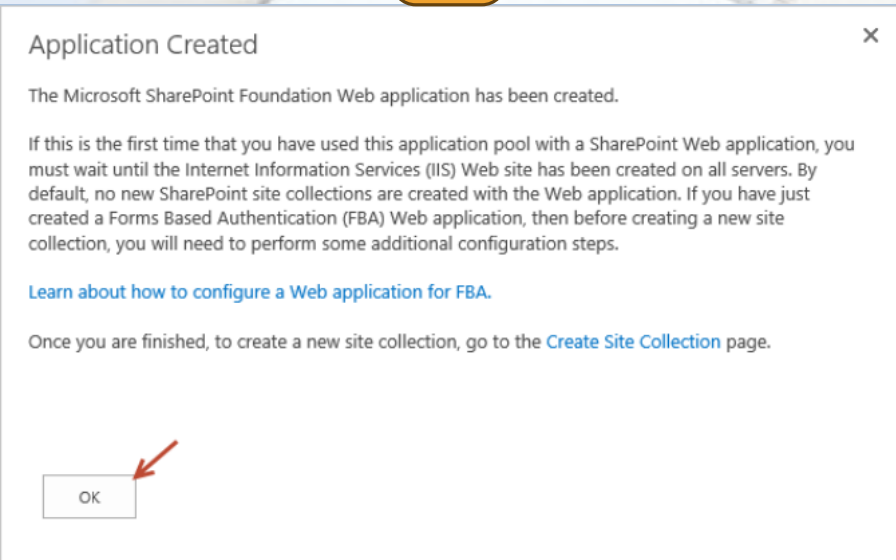 Application Created
The Microsoft SharePoint Foundation Web application has been created.
If this is the first time that you have used this application pool with a SharePoint Web application, you
must wait until the Internet Information Services (IIS) Web site has been created on all servers. By
default, no new SharePoint site collections are created with the Web application. If you have just
created a Forms Based Authentication (FBA) Web application, then before creating a new site
collection, you will need to perform some additional configuration steps.
Learn about how to configure a Web application for FBA.
Once you are finished, to create a new site collection, go to the Create Site Collection page.
OK